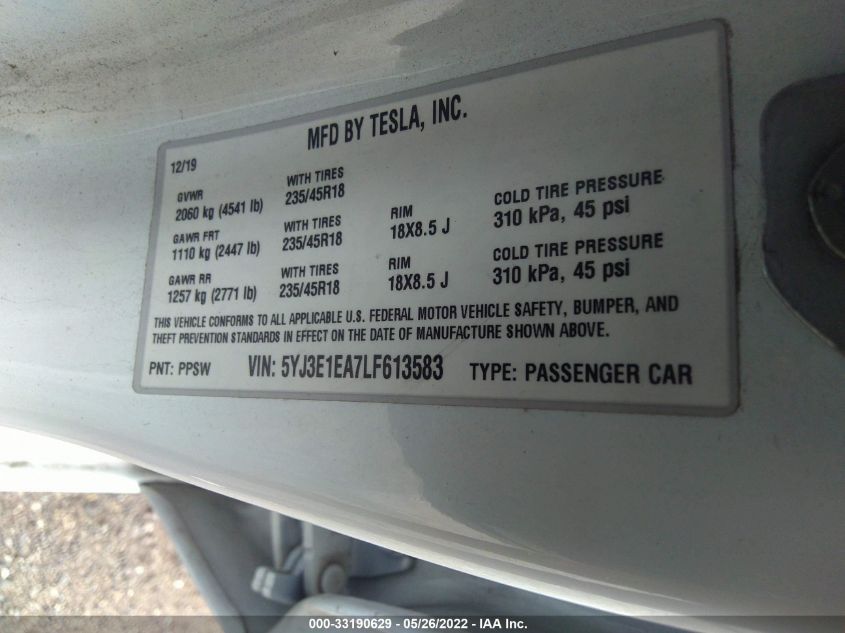 MFD BY TESLA, INC.
12/19
GVWR WITH TIRES
2060 kg (4541 lb) 235/45R18
GAWR FRT WITH TIRES RIM COLD TIRE PRESSURE
1110 kg (2447 lb) 235/45R18 18X8.5 J 310 kPa, 45 psi
GAWR RR WITH TIRES RIM COLD TIRE PRESSURE
1257 kg (2771 lb) 235/45R18 18X8.5 J 310 kPa, 45 psi
THIS VEHICLE CONFORMS TO ALL APPLICABLE U.S. FEDERAL MOTOR VEHICLE SAFETY, BUMPER, AND
THEFT PREVENTION STANDARDS IN EFFECT ON THE DATE OF MANUFACTURE SHOWN ABOVE.
PNT: PPSW VIN: 5YJ3E1EA7LF613583 TYPE: PASSENGER CAR
000-33190629 - 05/26/2022 - IAA Inc.